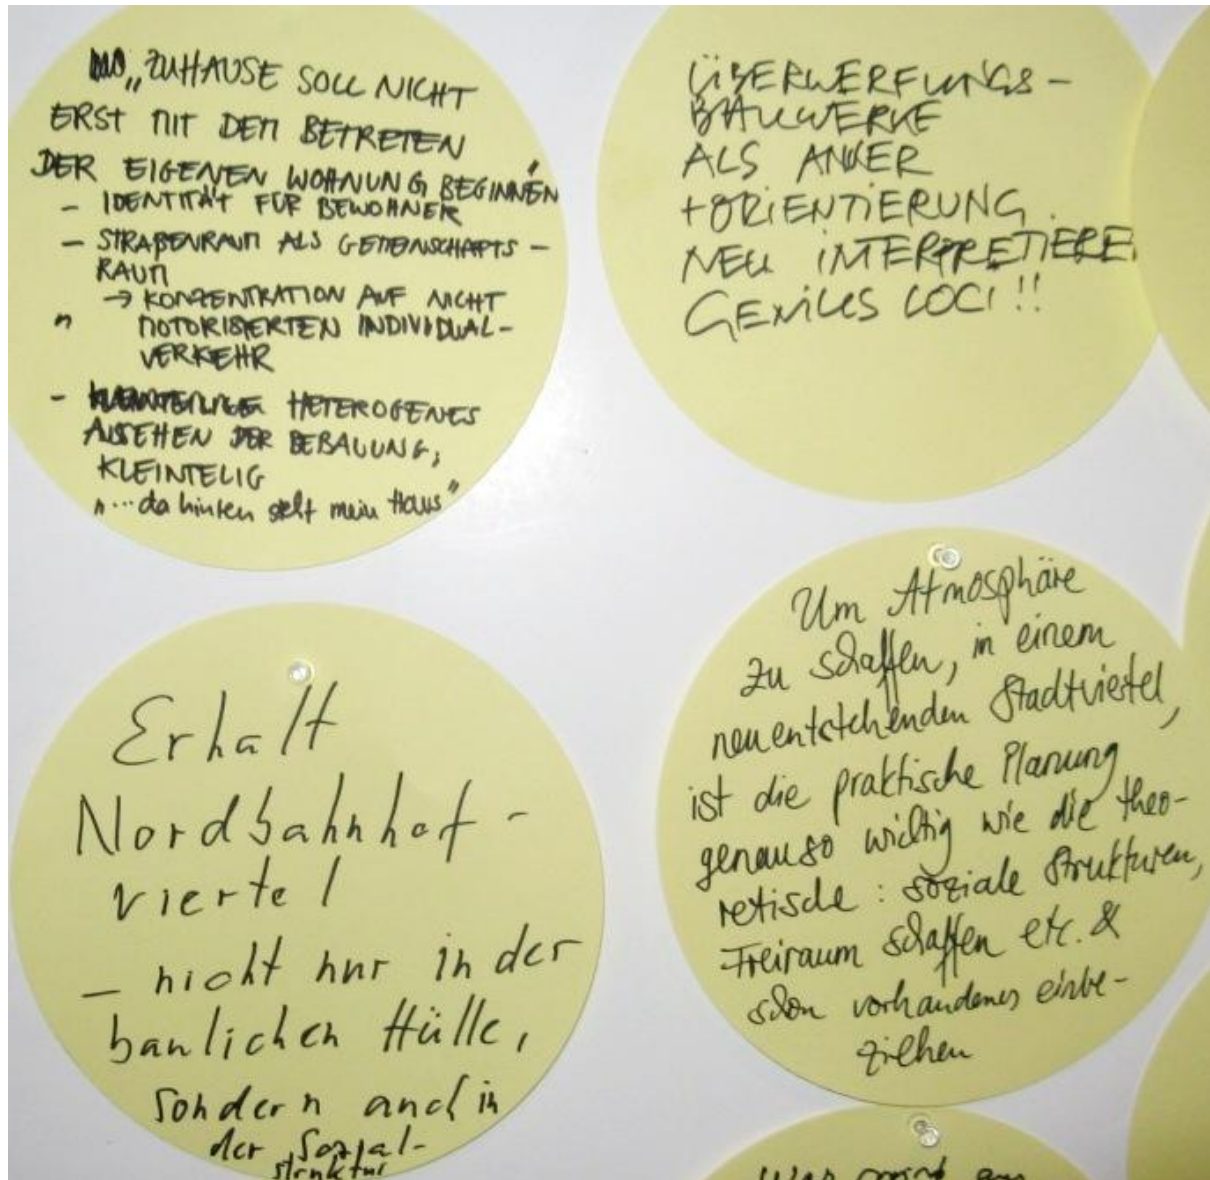 „ZUHAUSE SOLL NICHT
ERST MIT DEM BETRETEN
DER EIGENEN WOHNUNG BEGINNEN"
- IDENTITÄT FÜR BEWOHNER
- STRAßENRAUM ALS GEMEINSCHAFTS-
RAUM
→ KONZENTRATION AUF NICHT
" MOTORISIERTEN INDIVIDUAL-
VERKEHR
- HETEROGENES
AUSEHEN DER BEBAUUNG,
KLEINTELIG
„... da hinten steht mein Haus"
ÜBERWERFUNGS-
BAUWERKE
ALS ANKER
+ORIENTIERUNG
NEU INTERPRETIERE
GENIUS LOCI!!
Erhalt
Nordbahnhof-
viertel
- nicht nur in der
baulichen Hülle,
sondern auch in
der Sozial-
struktur
Um Atmosphäre
zu schaffen, in einem
neuentstehenden Stadtviertel,
ist die praktische Planung
genauso wichtig wie die theo-
retische: soziale Strukturen,
Freiraum schaffen etc. &
schon vorhandenes einbe-
ziehen